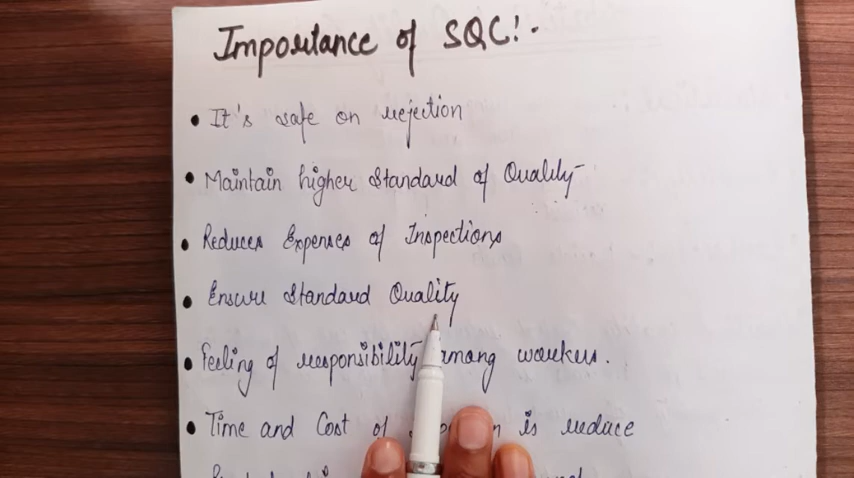 Importance of SQC!.
• It's safe on rejection
• Maintain higher Standard of Quality
• Reduces Expenses of Inspections
• Ensure Standard Quality
• Feeling of responsibility among workers.
• Time and Cost of is reduce